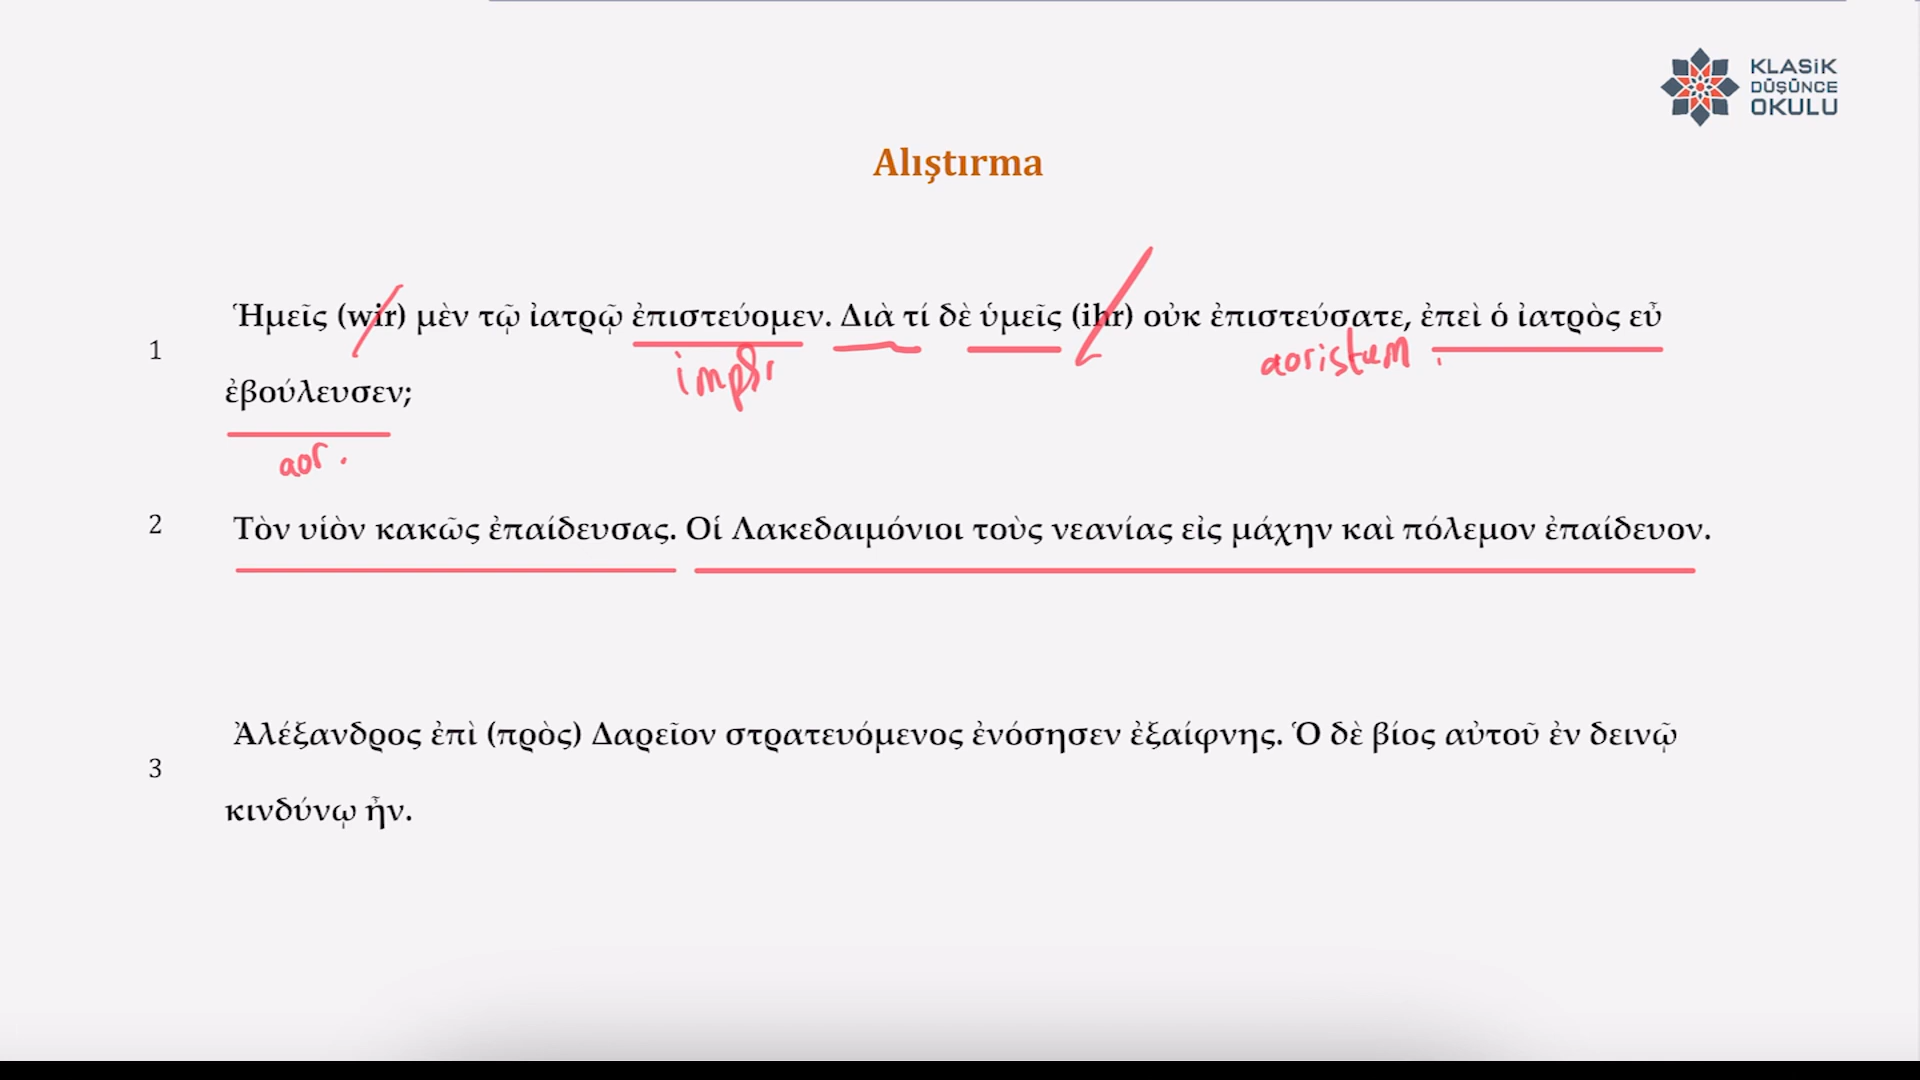 KLASiK
DÜŞÜNCE
OKULU
Alıştırma
1
Ἡμεῖς (wir) μὲν τῷ ἰατρῷ ἐπιστεύομεν. Διὰ τί δὲ ὑμεῖς (ihr) οὐκ ἐπιστεύσατε, ἐπεὶ ὁ ἰατρὸς εὖ
impf. aoristum
ἐβούλευσεν;
aor.
2
Τὸν υἱὸν κακῶς ἐπαίδευσας. Οἱ Λακεδαιμόνιοι τοὺς νεανίας εἰς μάχην καὶ πόλεμον ἐπαίδευον.
3
Ἀλέξανδρος ἐπὶ (πρὸς) Δαρεῖον στρατευόμενος ἐνόσησεν ἐξαίφνης. Ὁ δὲ βίος αὐτοῦ ἐν δεινῷ
κινδύνῳ ἦν.